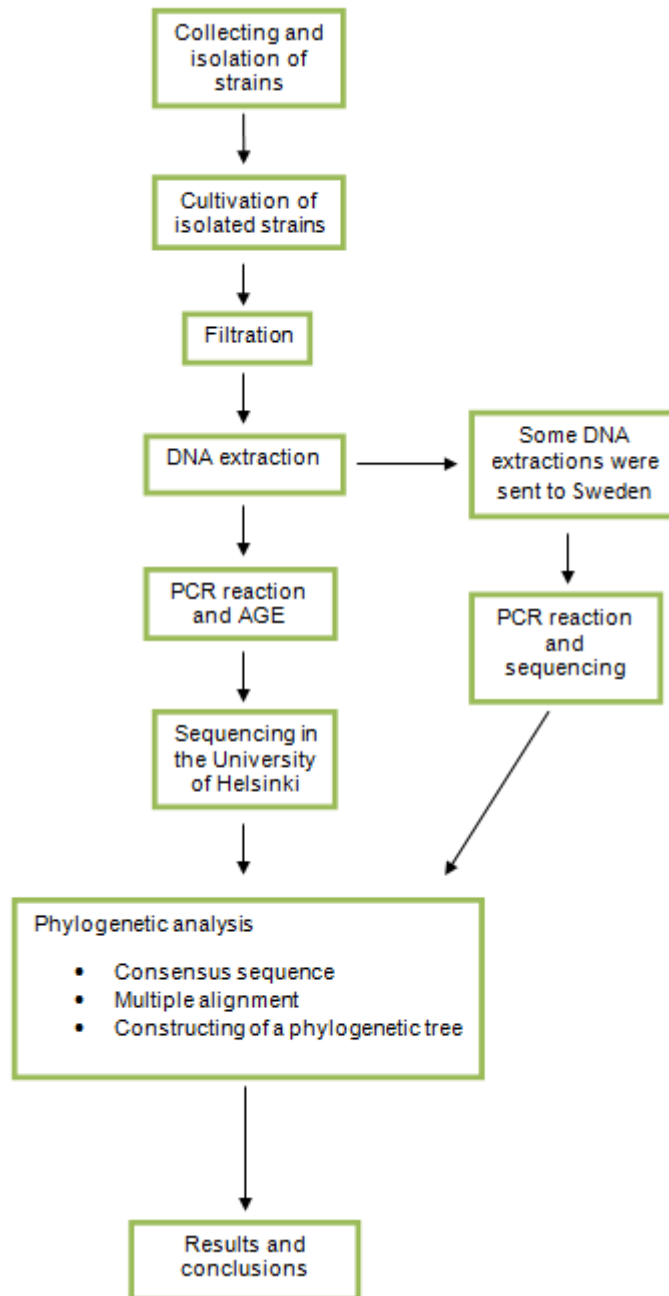 Collecting and
isolation of
strains
Cultivation of
isolated strains
Filtration
DNA extraction
Some DNA
extractions were
sent to Sweden
PCR reaction
and AGE
PCR reaction
and
sequencing
Sequencing in
the University
of Helsinki
Phylogenetic analysis
• Consensus sequence
• Multiple alignment
• Constructing of a phylogenetic tree
Results and
conclusions